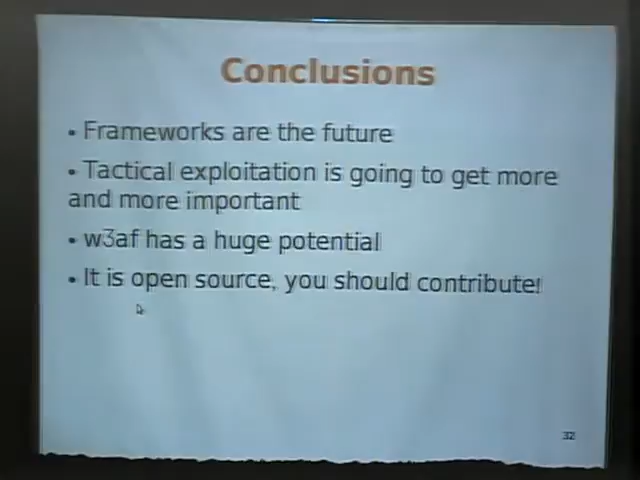 Conclusions
• Frameworks are the future
• Tactical exploitation is going to get more
and more important
• w3af has a huge potential
• It is open source, you should contribute!
32